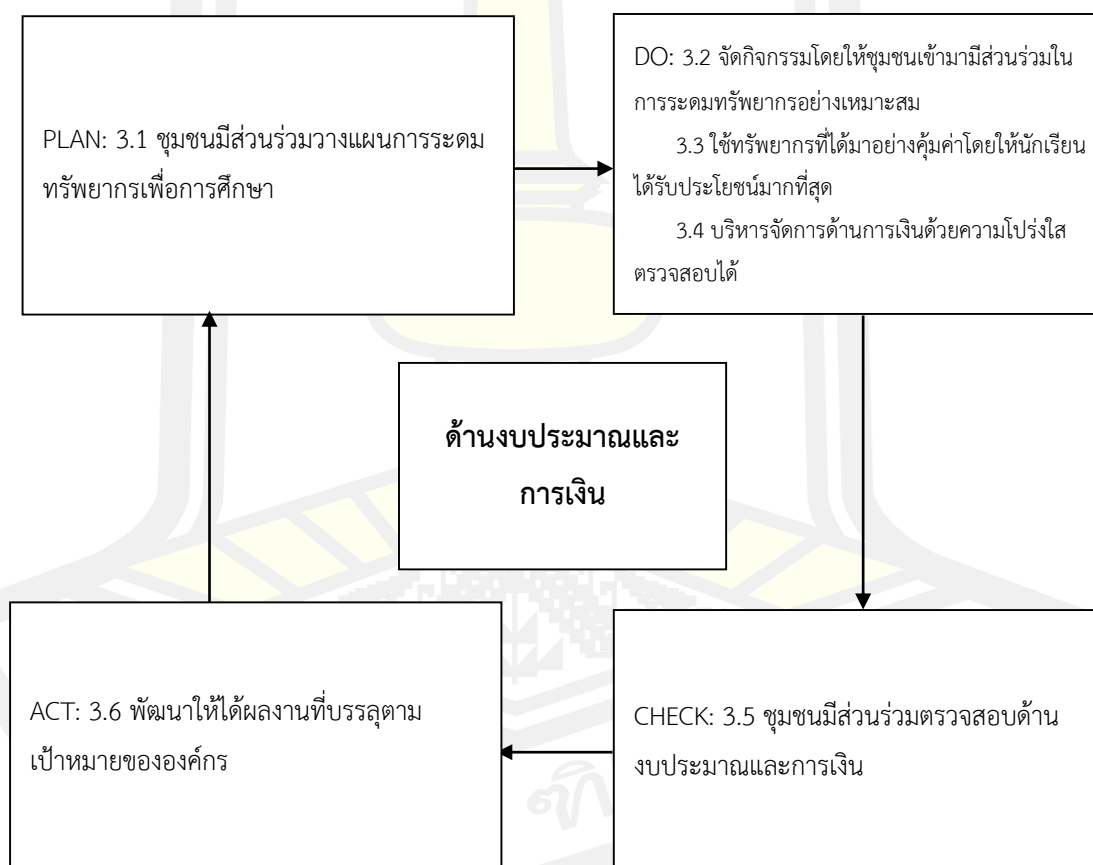 PLAN: 3.1 ชุมชนมีส่วนร่วมวางแผนการระดม
ทรัพยากรเพื่อการศึกษา
DO: 3.2 จัดกิจกรรมโดยให้ชุมชนเข้ามามีส่วนร่วมใน
การระดมทรัพยากรอย่างเหมาะสม
3.3 ใช้ทรัพยากรที่ได้มาอย่างคุ้มค่าโดยให้นักเรียน
ได้รับประโยชน์มากที่สุด
3.4 บริหารจัดการด้านการเงินด้วยความโปร่งใส
ตรวจสอบได้
ด้านงบประมาณและ
การเงิน
ACT: 3.6 พัฒนาให้ได้ผลงานที่บรรลุตาม
เป้าหมายขององค์กร
CHECK: 3.5 ชุมชนมีส่วนร่วมตรวจสอบด้าน
งบประมาณและการเงิน